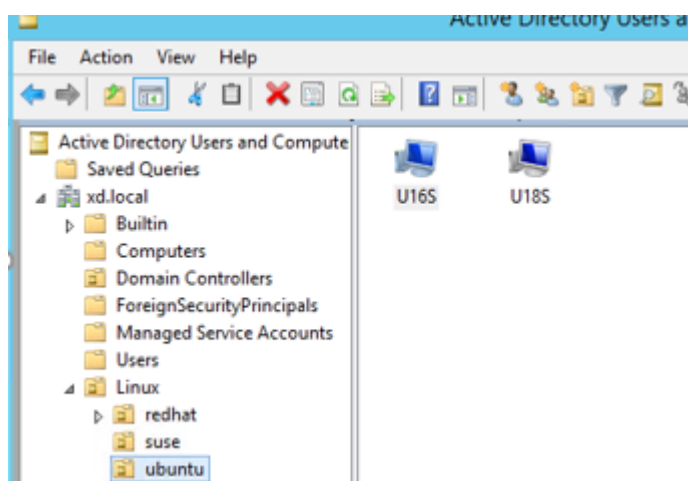 Active Directory Users a
File Action View Help
Active Directory Users and Compute
Saved Queries
xd.local
Builtin
Computers
Domain Controllers
ForeignSecurityPrincipals
Managed Service Accounts
Users
Linux
redhat
suse
ubuntu
U16S U18S